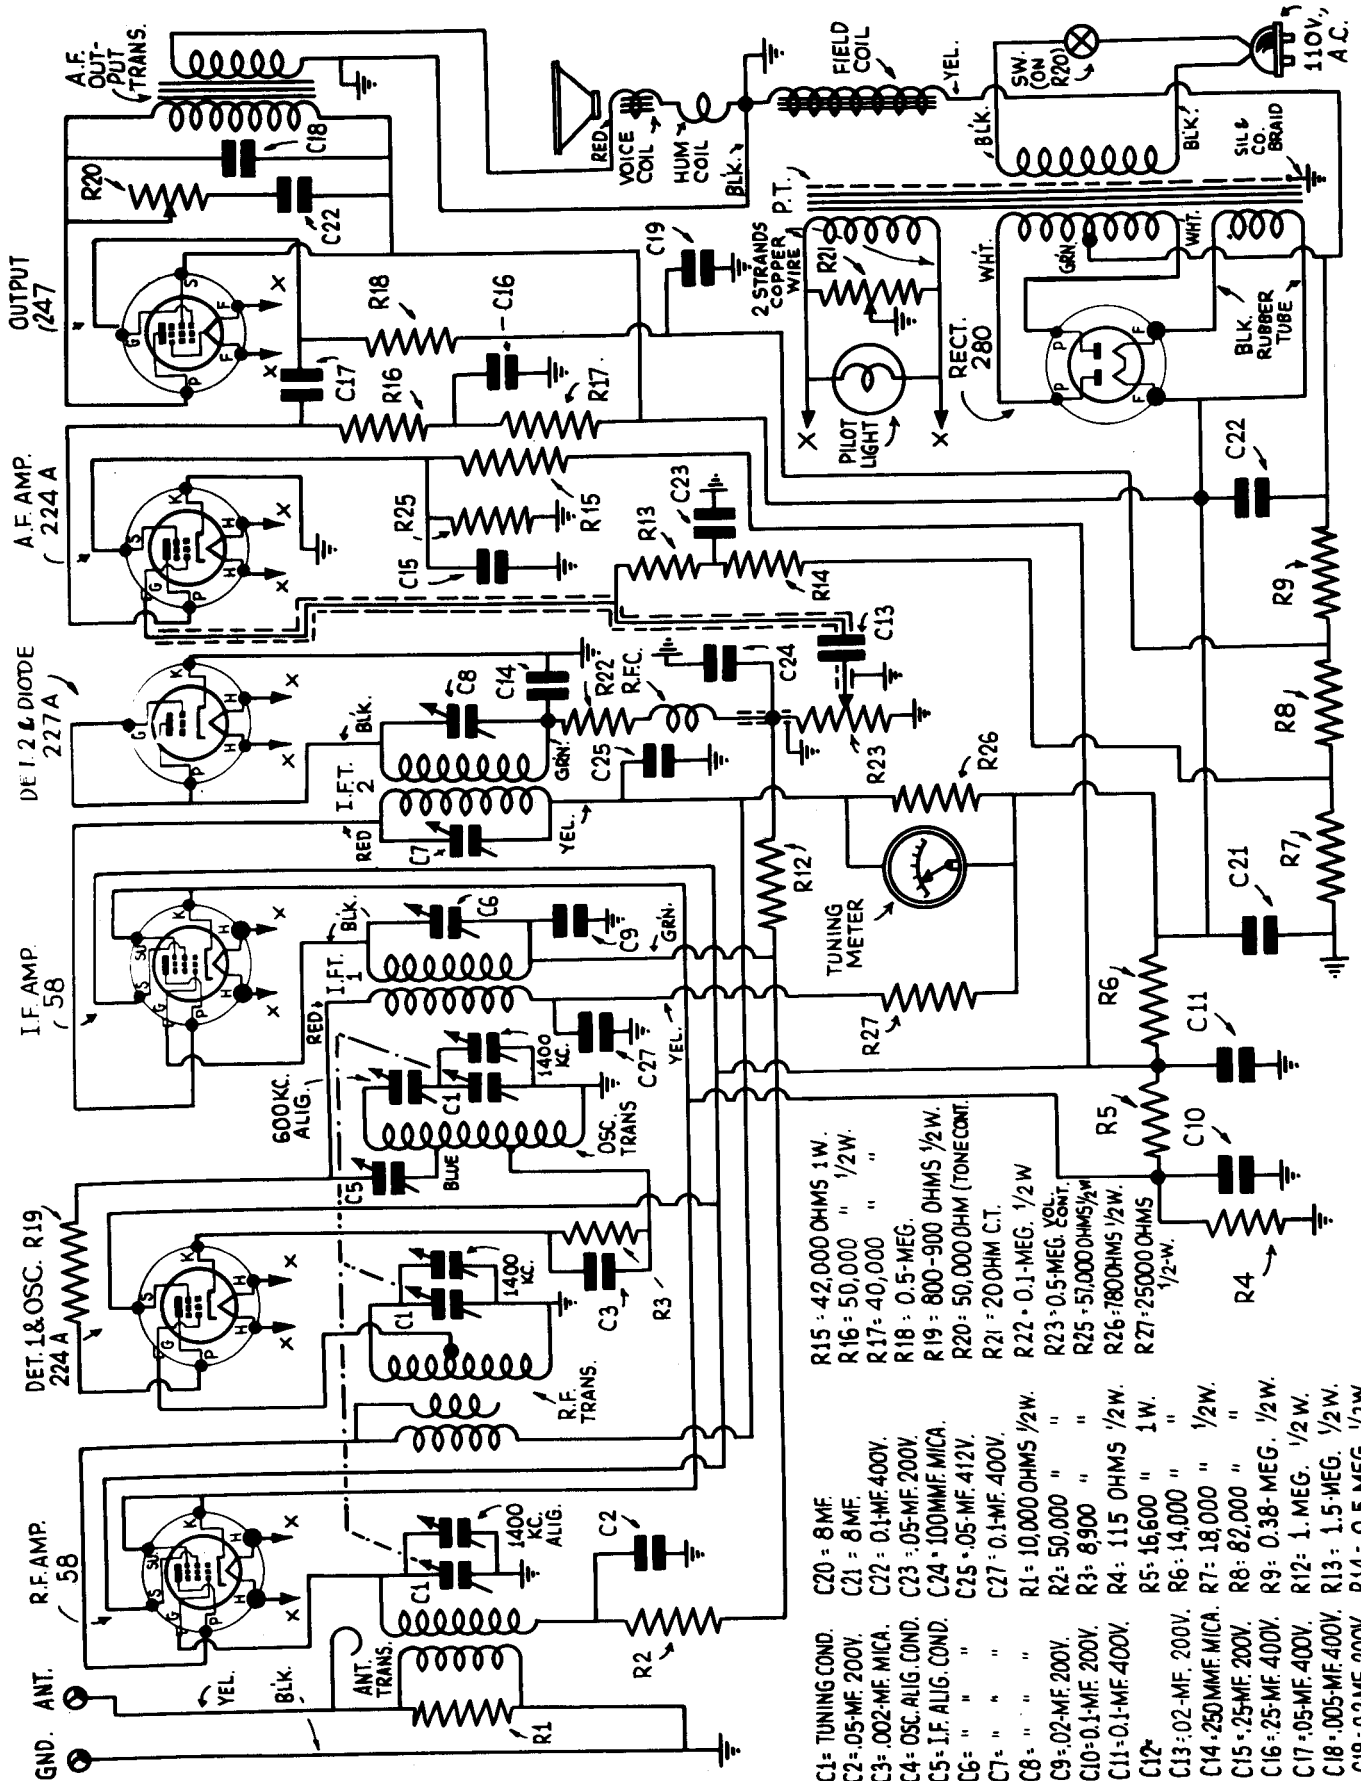 GND. ANT.
YEL.
BLK.
ANT. TRANS.
R1
R.F. AMP.
58
SU
S
G
P
K
H
H
X
X
C1
1400 KC. ALIG.
C2
R2
DET. 1 & OSC.
224 A
R19
S
G
P
K
H
H
X
X
R.F. TRANS.
C1
1400 KC.
C3
R3
C5
BLUE
600 KC. ALIG.
C1
1400 KC.
OSC. TRANS
I.F. AMP.
58
SU
S
G
P
K
H
H
X
X
RED
I.F.T. 1
BLK.
C6
C9
GRN.
C27
YEL.
DET. 2 & DIODE
227A
G
P
K
H
H
X
X
RED
I.F.T. 2
BLK.
C7
C8
YEL.
GRN.
C14
R22
R.F.C.
C25
C24
R23
C13
R12
TUNING METER
R26
R27
A.F. AMP.
224 A
S
G
P
K
H
H
X
X
R25
C15
R15
R13
C23
R14
OUTPUT
247
G
P
S
F
F
X
X
C17
R16
C16
R17
R18
C19
R20
C22
C18
A.F. OUT-PUT TRANS.
RED
VOICE COIL
HUM COIL
BLK.
FIELD COIL
YEL.
2 STRANDS COPPER WIRE
P.T.
R21
X
X
PILOT LIGHT
RECT.
280
P
P
F
F
WHT.
GRN.
WHT.
BLK. RUBBER TUBE
BLK.
BLK.
SIL & CO. BRAID
SW. (ON R20)
110V., A.C.
R4
C10
R5
C11
R6
C21
R7
R8
R9
C22
C1= TUNING COND.
C2=.05-MF. 200V.
C3=.002-MF. MICA.
C4= OSC. ALIG. COND.
C5= I.F. ALIG. COND.
C6= " " "
C7= " " "
C8= " " "
C9=.02-MF. 200V.
C10=0.1-MF. 200V.
C11=0.1-MF. 400V.
C12=
C13=.02-MF. 200V.
C14=250 MMF. MICA.
C15=.25-MF. 200V.
C16=.25-MF. 400V.
C17=.05-MF. 400V.
C18=.005-MF. 400V.
C20= 8 MF.
C21= 8 MF.
C22= 0.1-MF. 400V.
C23=.05-MF. 200V.
C24=100 MMF. MICA.
C25=.05-MF. 412V.
C27= 0.1-MF. 400V.
R1= 10,000 OHMS 1/2W.
R2= 50,000 " "
R3= 8,900 " "
R4= 115 OHMS 1/2W.
R5= 16,600 " 1W.
R6= 14,000 " "
R7= 18,000 " 1/2W.
R8= 82,000 " "
R9= 0.38-MEG. 1/2W.
R12= 1. MEG. 1/2W.
R13= 1.5-MEG. 1/2W.
R15=42,000 OHMS 1W.
R16=50,000 " 1/2W.
R17=40,000 " "
R18= 0.5-MEG.
R19= 800-900 OHMS 1/2W.
R20= 50,000 OHM (TONE CONT.
R21= 20 OHM C.T.
R22= 0.1-MEG. 1/2W
R23=0.5-MEG. VOL. CONT.
R25=57,000 OHMS 1/2W
R26=780 OHMS 1/2W.
R27=2500 OHMS 1/2-W.